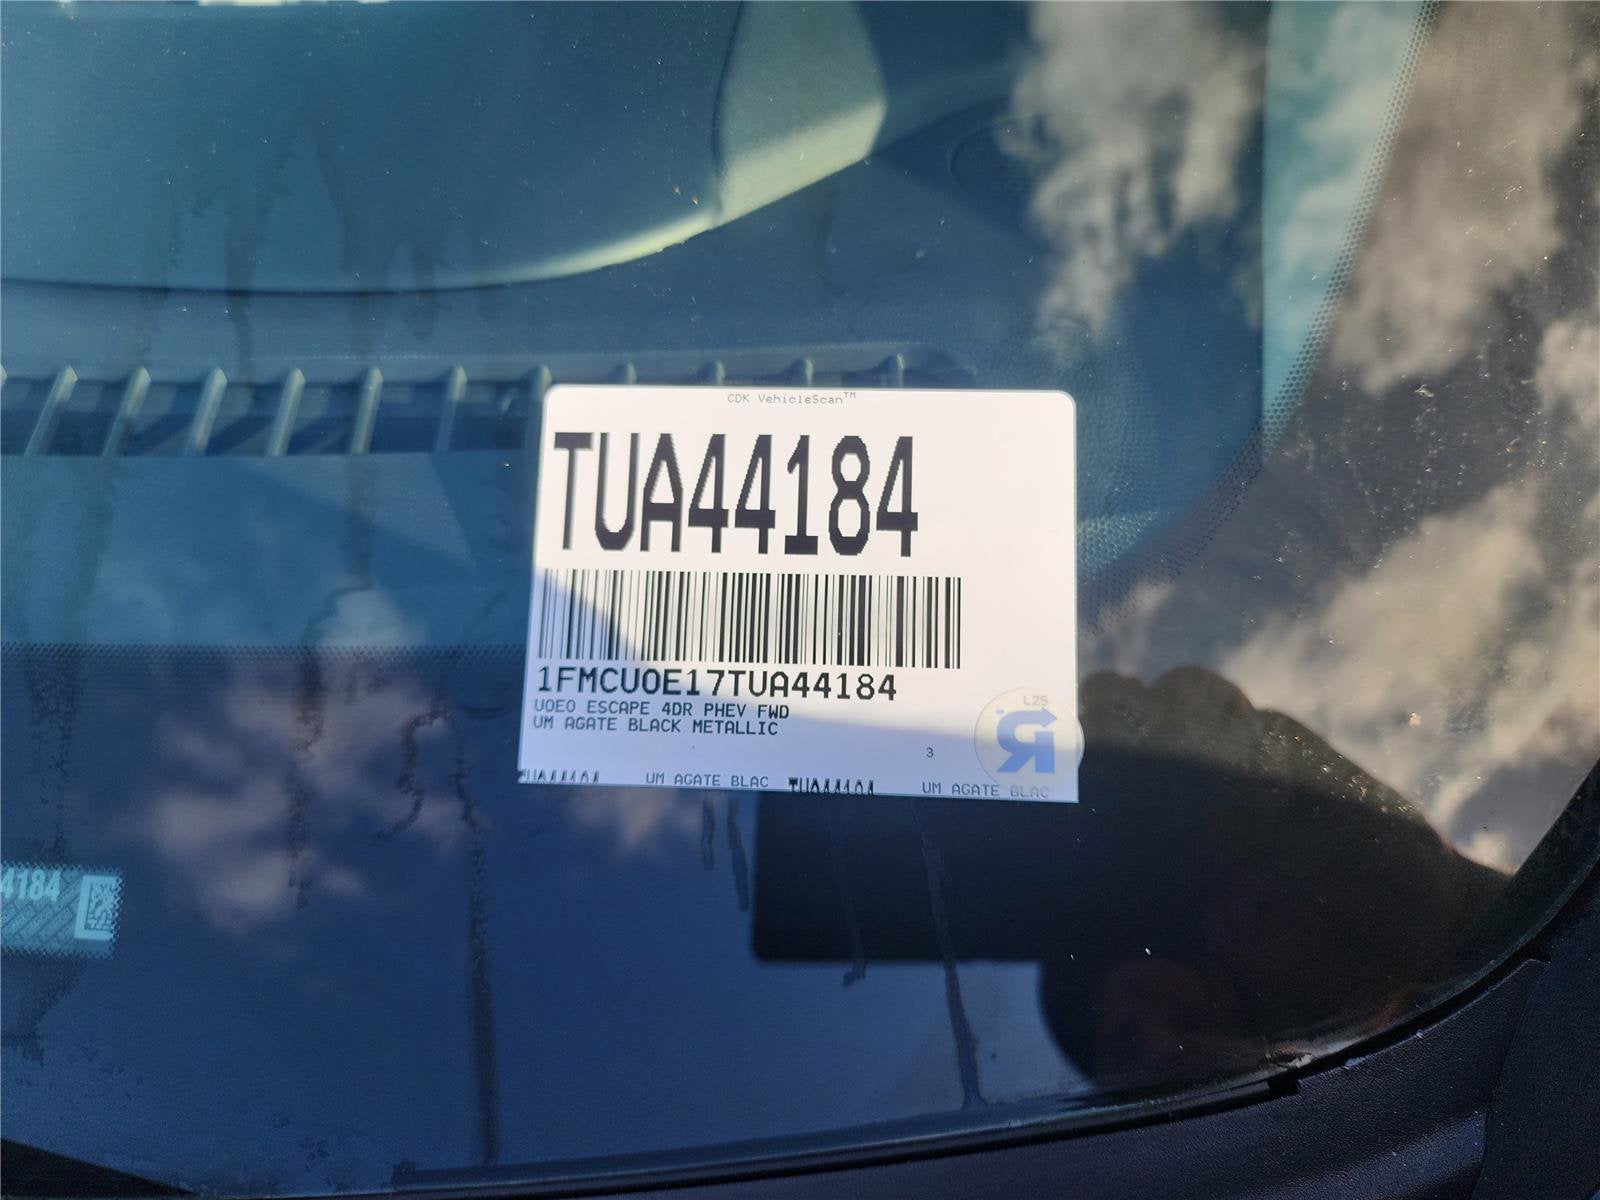 CDK VehicleScan™
TUA44184
1FMCU0E17TUA44184
U0E0 ESCAPE 4DR PHEV FWD
UM AGATE BLACK METALLIC
3
L2S
UM AGATE BLAC
UM AGATE BLAC
4184